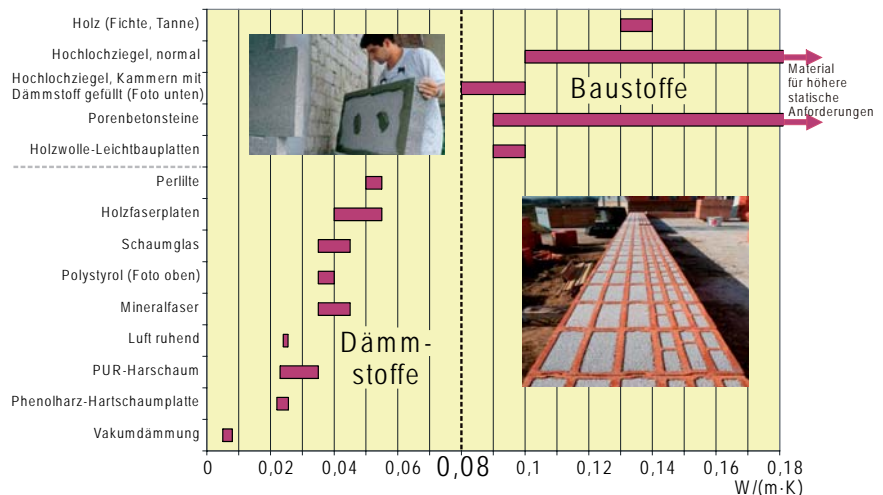 Holz (Fichte, Tanne)
Hochlochziegel, normal
Hochlochziegel, Kammern mit
Dämmstoff gefüllt (Foto unten)
Porenbetonsteine
Holzwolle-Leichtbauplatten
Perlilte
Holzfaserplaten
Schaumglas
Polystyrol (Foto oben)
Mineralfaser
Luft ruhend
PUR-Harschaum
Phenolharz-Hartschaumplatte
Vakumdämmung
Baustoffe
Material
für höhere
statische
Anforderungen
Dämm-
stoffe
0 0,02 0,04 0,06 0,08 0,1 0,12 0,14 0,16 0,18
W/(m·K)